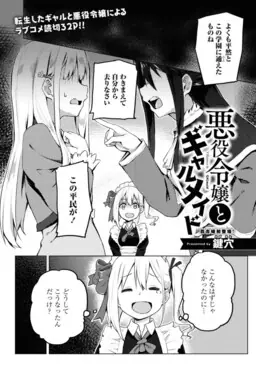 転生したギャルと悪役令嬢による
ラブコメ読切32P!!
よくも平然と
この学園に通えた
ものね
わきまえて
自分から
去りなさい
この平民が!
悪役令嬢と
ギャルメイド
Presented by 鍵穴
こんなはずじゃ
なかったのに…
どうして
こうなったん
だっけ?